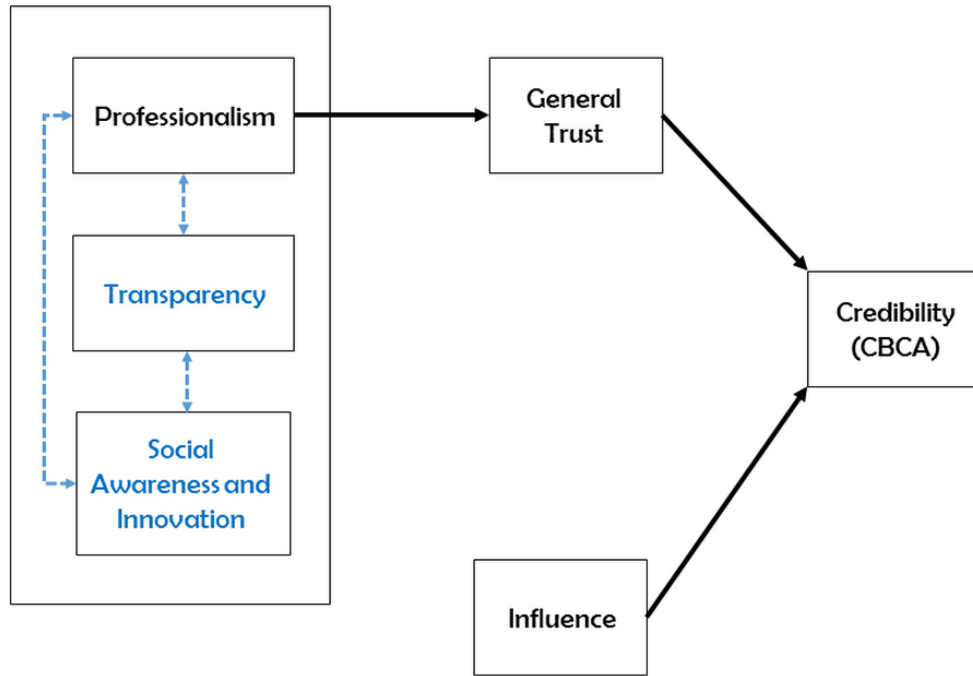 Professionalism
General
Trust
Transparency
Credibility
(CBCA)
Social
Awareness and
Innovation
Influence